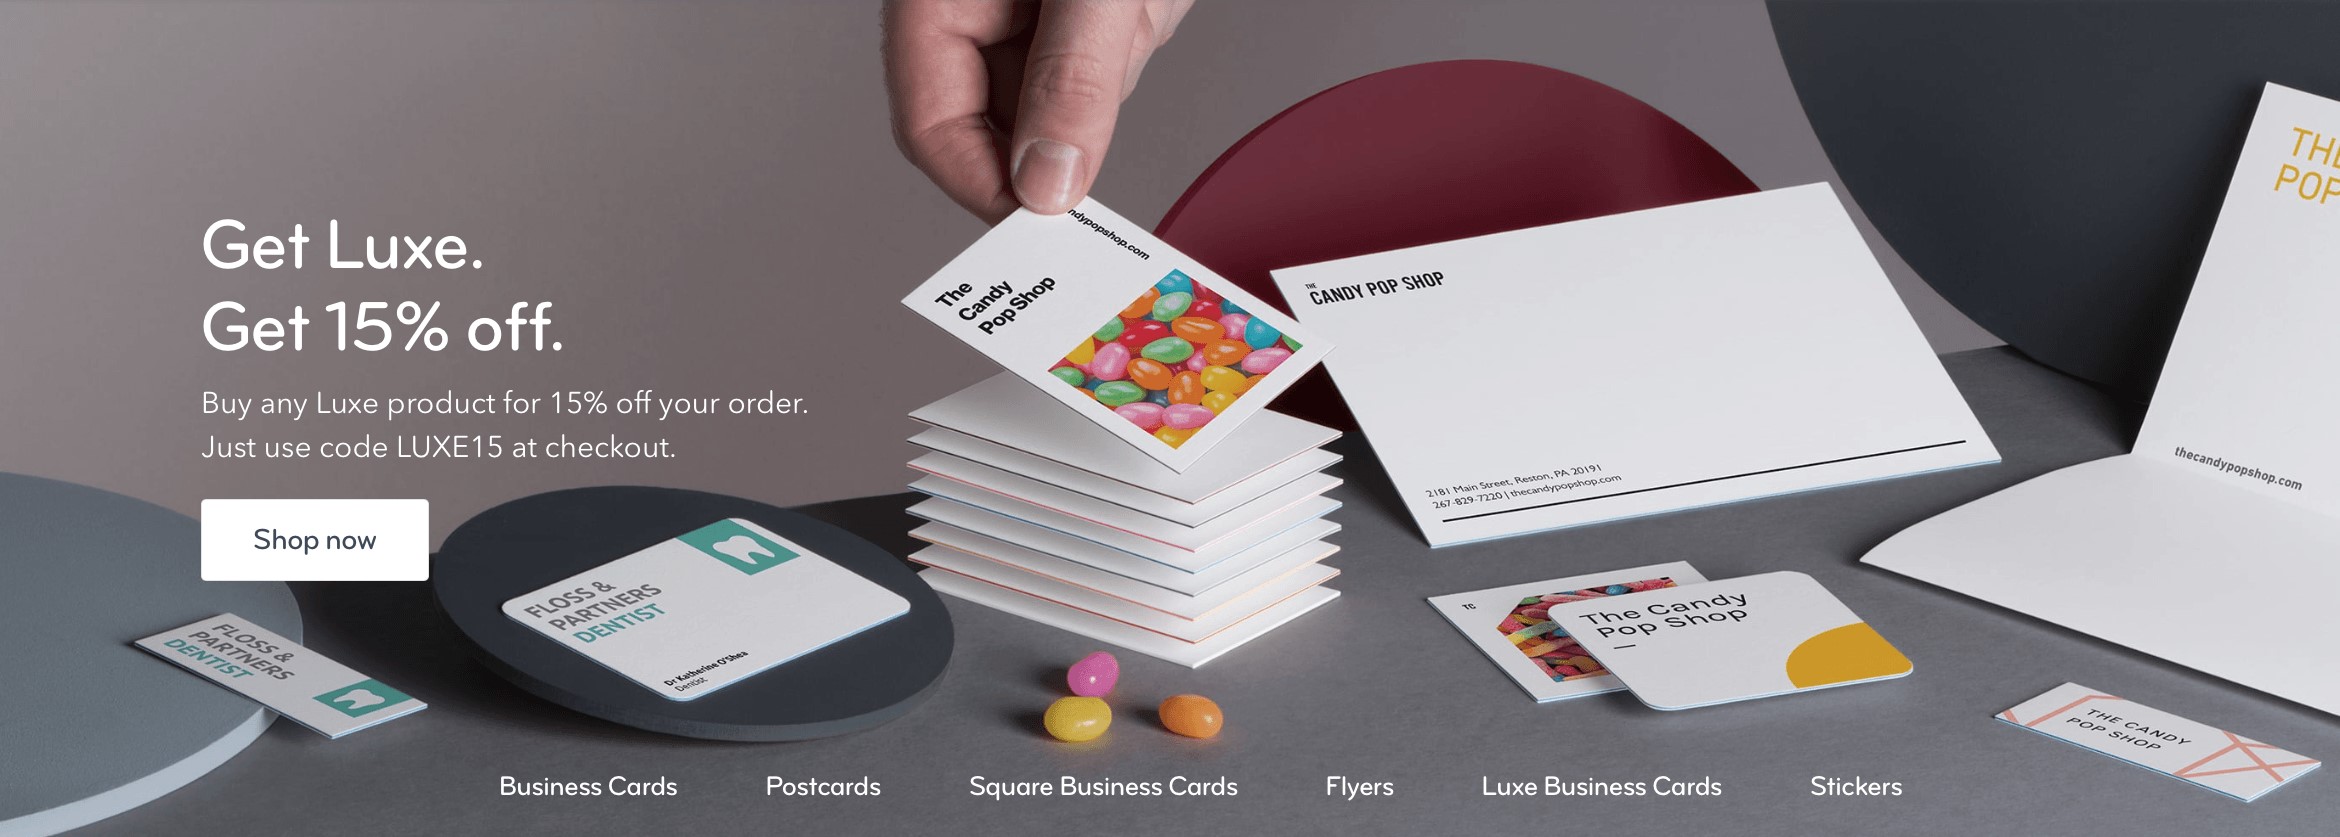 Get Luxe.
Get 15% off.
Buy any Luxe product for 15% off your order.
Just use code LUXE15 at checkout.
Shop now
ndypopshop.com
The
Candy
Pop Shop
THE
CANDY POP SHOP
2181 Main Street, Reston, PA 20191
267-829-7220 | thecandypopshop.com
THE
POP
thecandypopshop.com
FLOSS &
PARTNERS
DENTIST
Dr Katherine O'Shea
Dentist
FLOSS &
PARTNERS
DENTIST
TC
The Candy
Pop Shop
THE CANDY
POP SHOP
Business Cards
Postcards
Square Business Cards
Flyers
Luxe Business Cards
Stickers